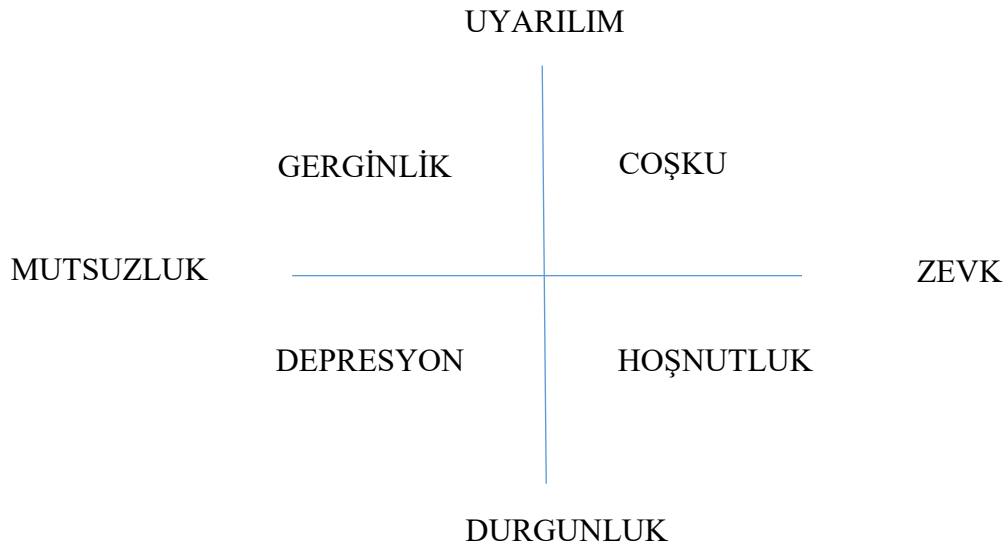 UYARILIM
GERGİNLİK COŞKU
MUTSUZLUK ZEVK
DEPRESYON HOŞNUTLUK
DURGUNLUK